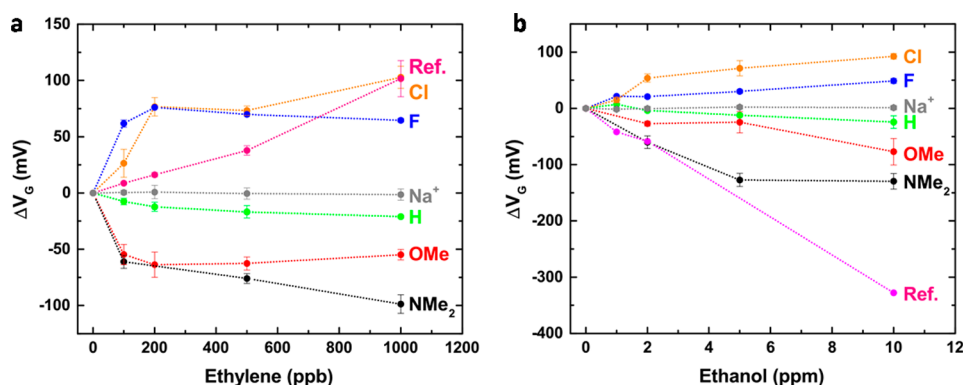 a
150
100
50
0
-50
-100
ΔV_G (mV)
0 200 400 600 800 1000 1200
Ethylene (ppb)
Ref.
Cl
F
Na⁺
H
OMe
NMe₂
b
100
0
-100
-200
-300
-400
ΔV_G (mV)
0 2 4 6 8 10 12
Ethanol (ppm)
Cl
F
Na⁺
H
OMe
NMe₂
Ref.